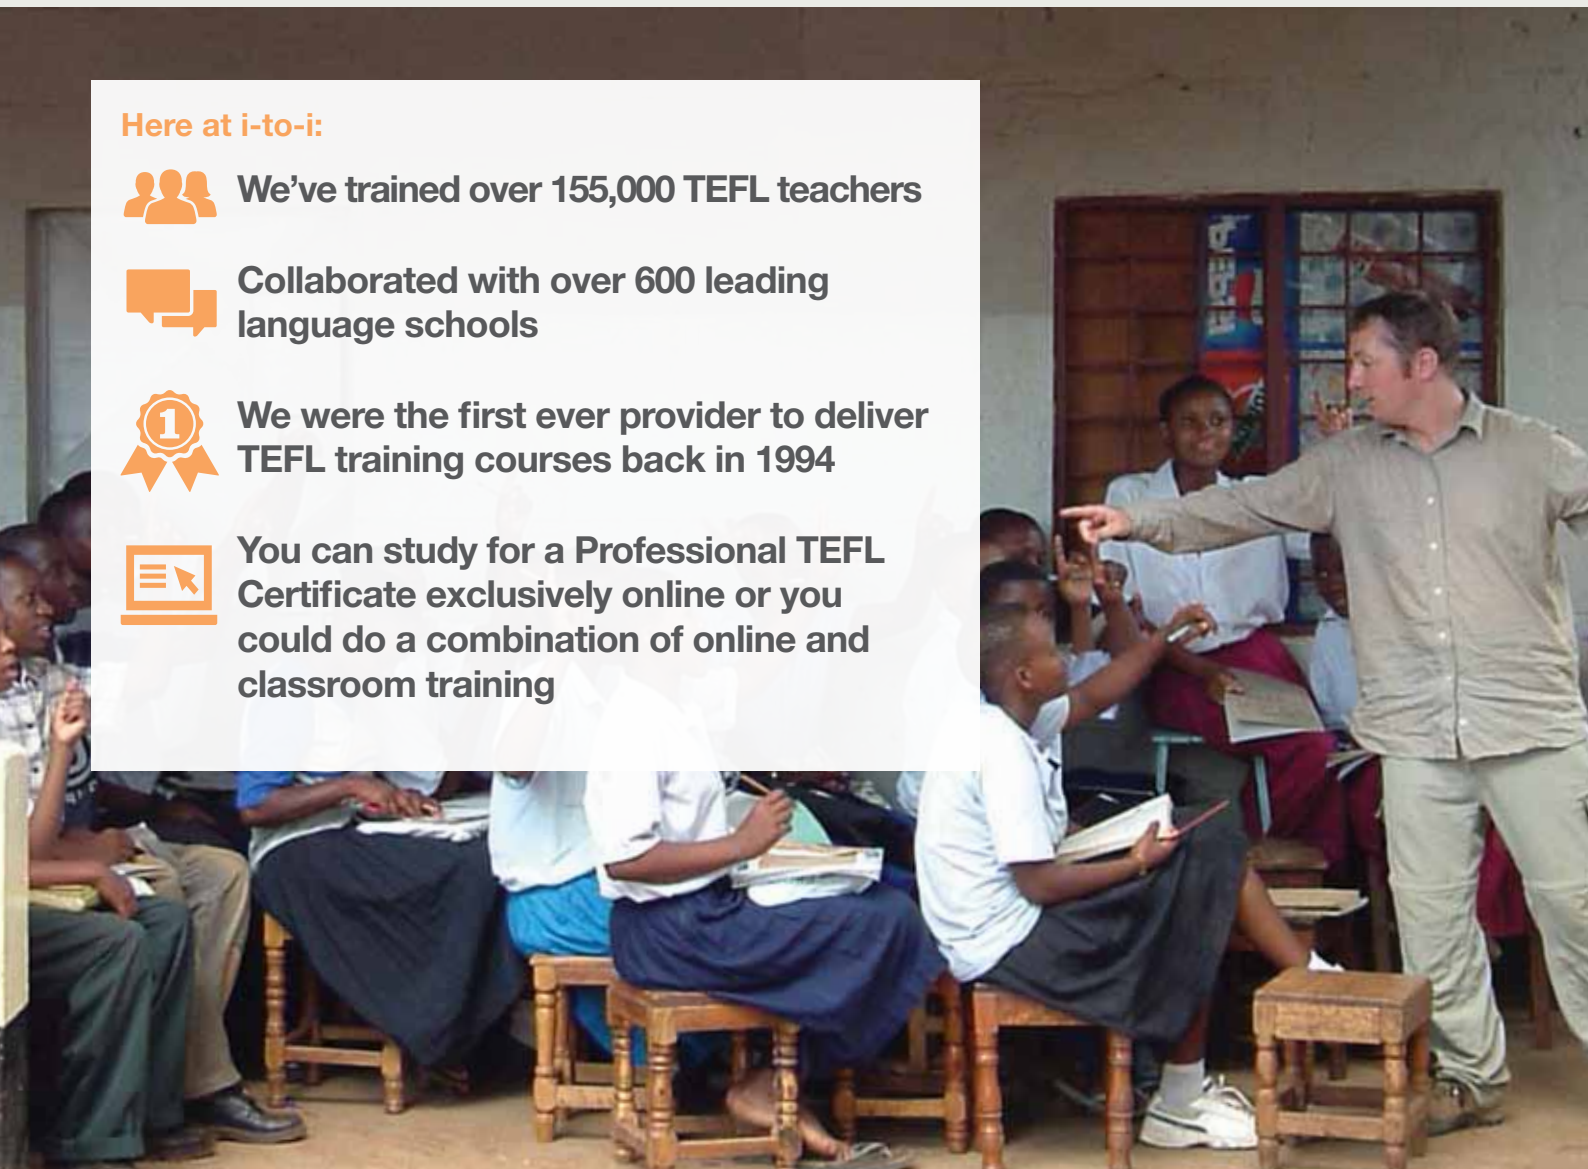 Here at i-to-i:
We've trained over 155,000 TEFL teachers
Collaborated with over 600 leading
language schools
1
We were the first ever provider to deliver
TEFL training courses back in 1994
You can study for a Professional TEFL
Certificate exclusively online or you
could do a combination of online and
classroom training